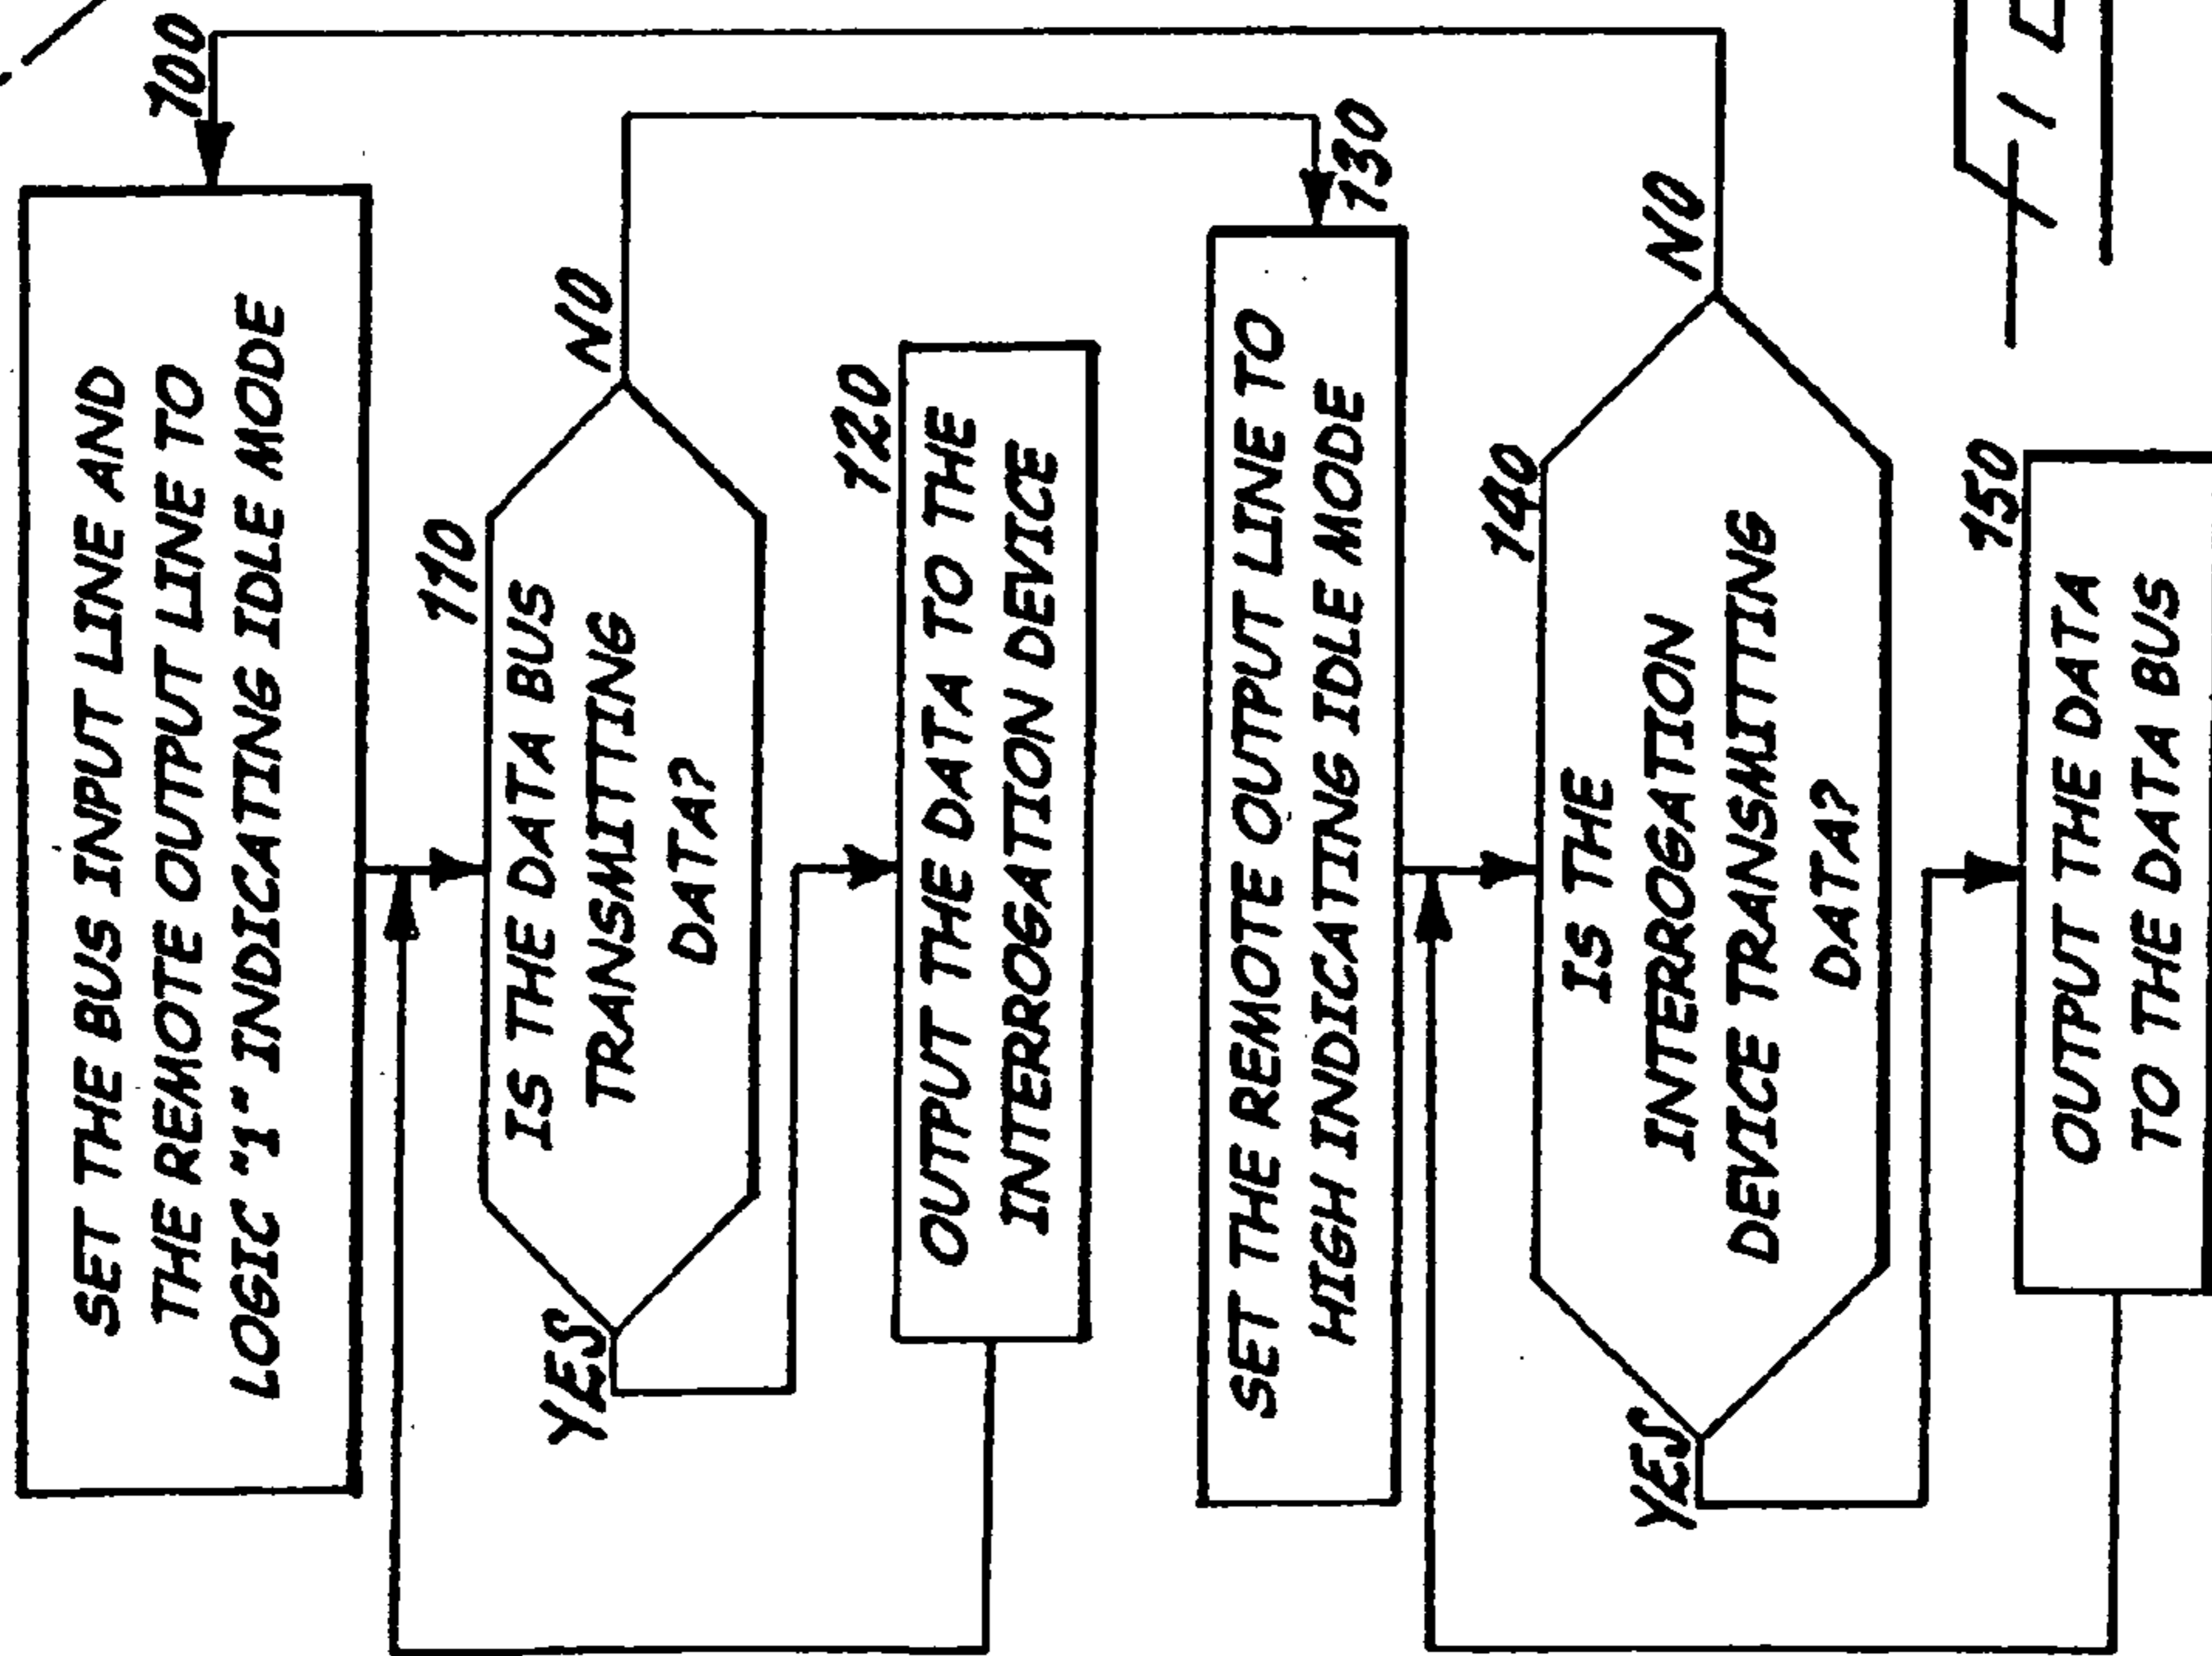 100
SET THE BUS INPUT LINE AND
THE REMOTE OUTPUT LINE TO
LOGIC "1" INDICATING IDLE MODE
110
IS THE DATA BUS
TRANSMITTING
DATA?
NO
YES
120
OUTPUT THE DATA TO THE
INTERROGATION DEVICE
130
SET THE REMOTE OUTPUT LINE TO
HIGH INDICATING IDLE MODE
140
IS THE
INTERROGATION
DEVICE TRANSMITTING
DATA?
NO
YES
150
OUTPUT THE DATA
TO THE DATA BUS